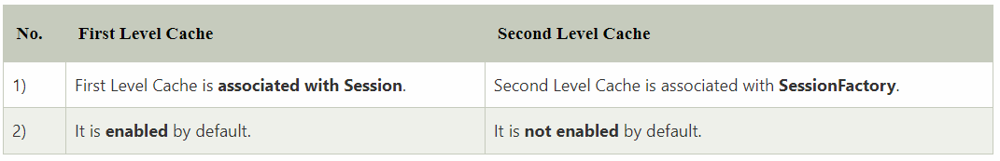 No. First Level Cache Second Level Cache
1) First Level Cache is associated with Session. Second Level Cache is associated with SessionFactory.
2) It is enabled by default. It is not enabled by default.